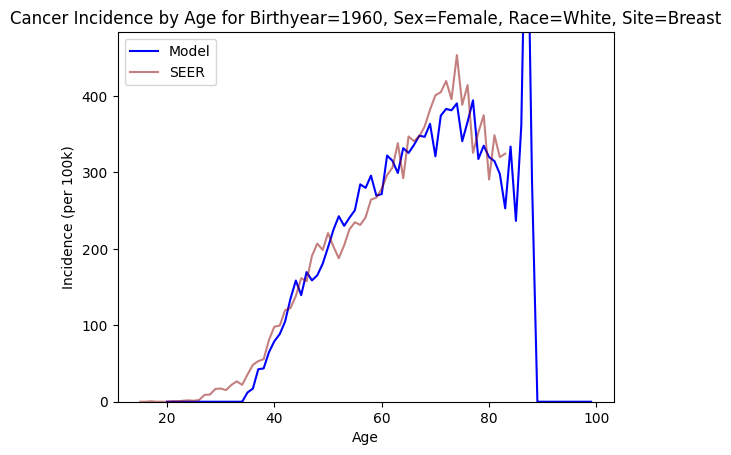 Cancer Incidence by Age for Birthyear=1960, Sex=Female, Race=White, Site=Breast
Model
SEER
400
300
200
100
0
Incidence (per 100k)
20 40 60 80 100
Age